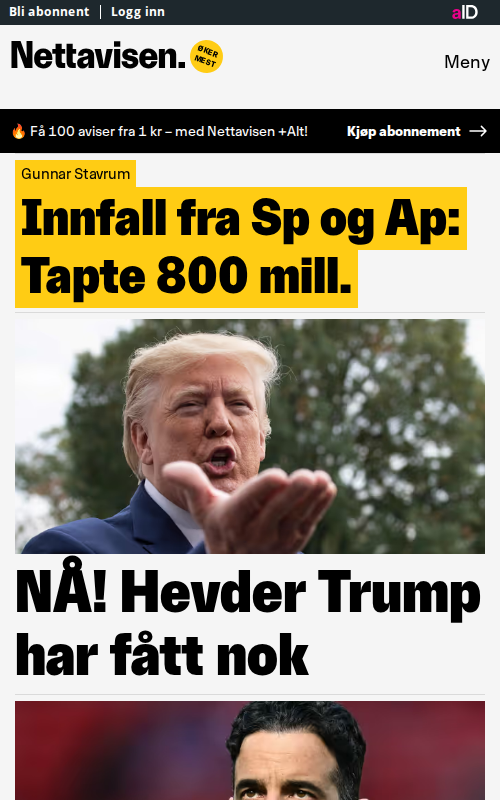 Bli abonnent
Logg inn
aID
Nettavisen.
ØKER
MEST
Meny
🔥 Få 100 aviser fra 1 kr – med Nettavisen +Alt!
Kjøp abonnement →
Gunnar Stavrum
Innfall fra Sp og Ap:
Tapte 800 mill.
NÅ! Hevder Trump
har fått nok